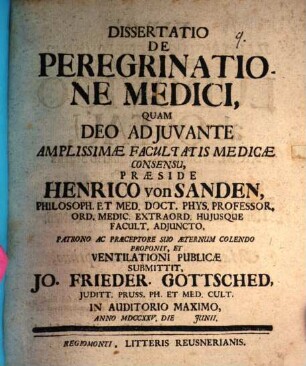 9.
DISSERTATIO
DE
PEREGRINATIO-
NE MEDICI,
QUAM
DEO ADJUVANTE
AMPLISSIMÆ FACULTATIS MEDICÆ
CONSENSU,
PRÆSIDE
HENRICO von SANDEN,
PHILOSOPH. ET MED. DOCT. PHYS. PROFESSOR,
ORD. MEDIC. EXTRAORD. HUJUSQUE
FACULT. ADJUNCTO,
PATRONO AC PRÆCEPTORE SUO ÆTERNUM COLENDO
PROPONIT, ET
VENTILATIONI PUBLICÆ
SUBMITTIT,
JO. FRIEDER. GOTTSCHED,
JUDITT. PRUSS. PH. ET MED. CULT.
IN AUDITORIO MAXIMO,
ANNO MDCCXXV. DIE JUNII.
REGIOMONTI, LITTERIS REUSNERIANIS.